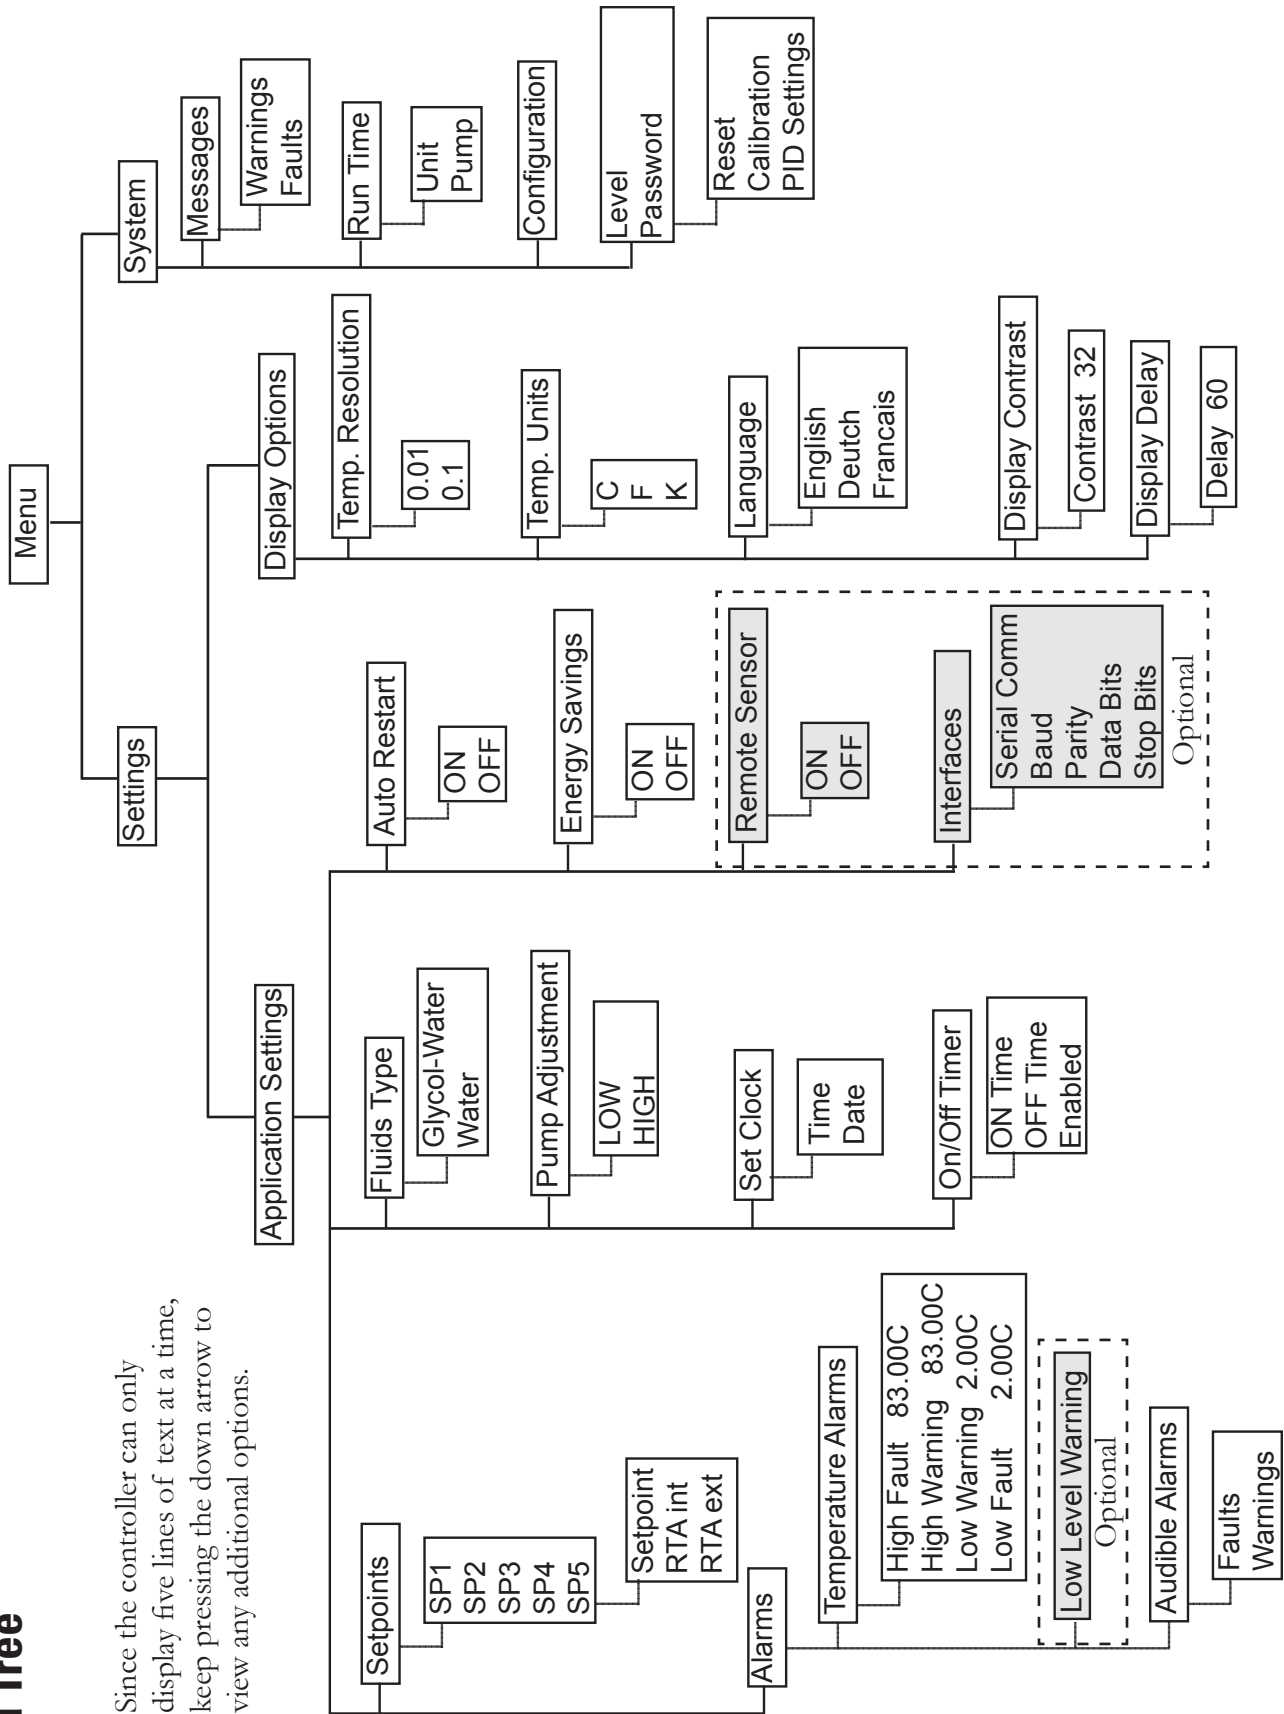 Tree
Since the controller can only
display five lines of text at a time,
keep pressing the down arrow to
view any additional options.
Menu
Settings
System
Application Settings
Display Options
Setpoints
SP1
SP2
SP3
SP4
SP5
Setpoint
RTA int
RTA ext
Alarms
Temperature Alarms
High Fault 83.00C
High Warning 83.00C
Low Warning 2.00C
Low Fault 2.00C
Low Level Warning
Optional
Audible Alarms
Faults
Warnings
Fluids Type
Glycol-Water
Water
Pump Adjustment
LOW
HIGH
Set Clock
Time
Date
On/Off Timer
ON Time
OFF Time
Enabled
Auto Restart
ON
OFF
Energy Savings
ON
OFF
Remote Sensor
ON
OFF
Interfaces
Serial Comm
Baud
Parity
Data Bits
Stop Bits
Optional
Temp. Resolution
0.01
0.1
Temp. Units
C
F
K
Language
English
Deutch
Francais
Display Contrast
Contrast 32
Display Delay
Delay 60
Messages
Warnings
Faults
Run Time
Unit
Pump
Configuration
Level
Password
Reset
Calibration
PID Settings